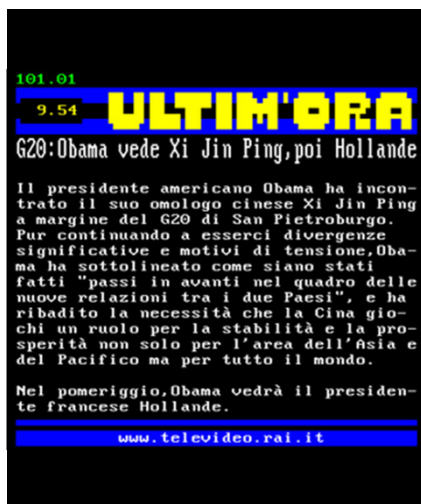 101.01
9.54 ULTIM'ORA
G20:Obama vede Xi Jin Ping,poi Hollande
Il presidente americano Obama ha incon-
trato il suo omologo cinese Xi Jin Ping
a margine del G20 di San Pietroburgo.
Pur continuando a esserci divergenze
significative e motivi di tensione,Oba-
ma ha sottolineato come siano stati
fatti "passi in avanti nel quadro delle
nuove relazioni tra i due Paesi", e ha
ribadito la necessità che la Cina gio-
chi un ruolo per la stabilità e la pro-
sperità non solo per l'area dell'Asia e
del Pacifico ma per tutto il mondo.
Nel pomeriggio,Obama vedrà il presiden-
te francese Hollande.
www.televideo.rai.it